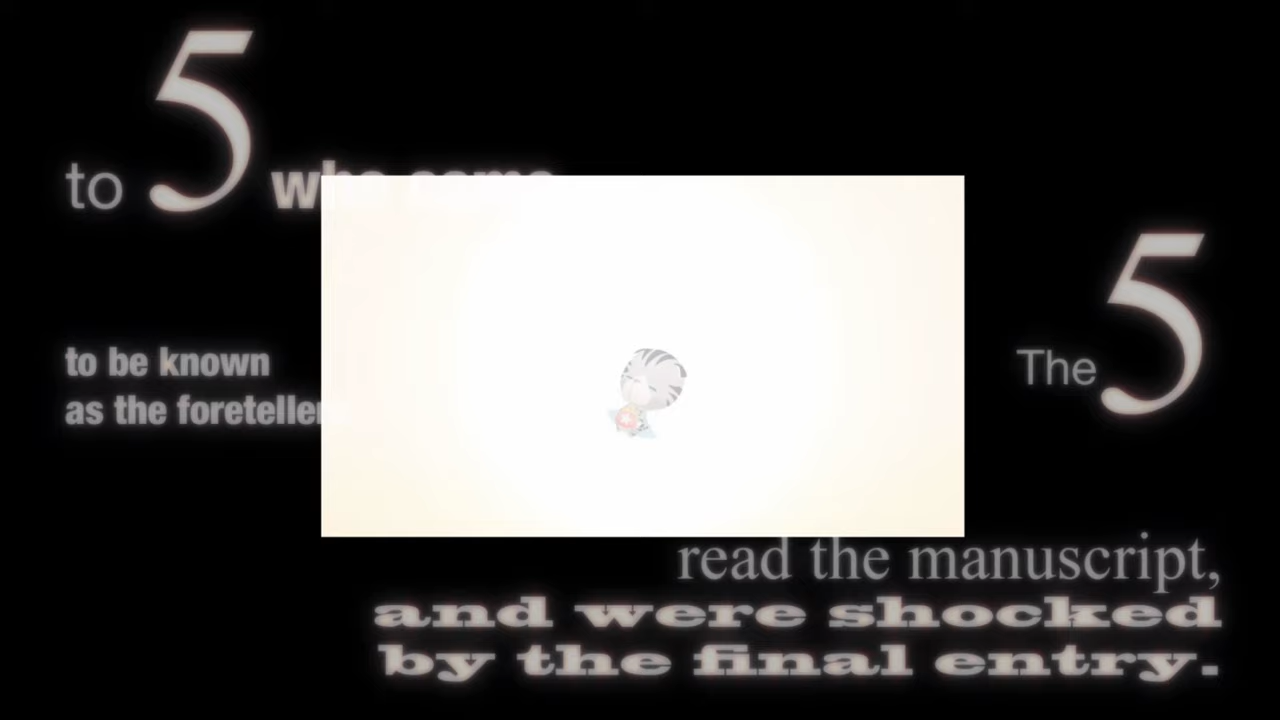 to 5 who
to be known
as the foreteller
The 5
read the manuscript,
and were shocked
by the final entry.